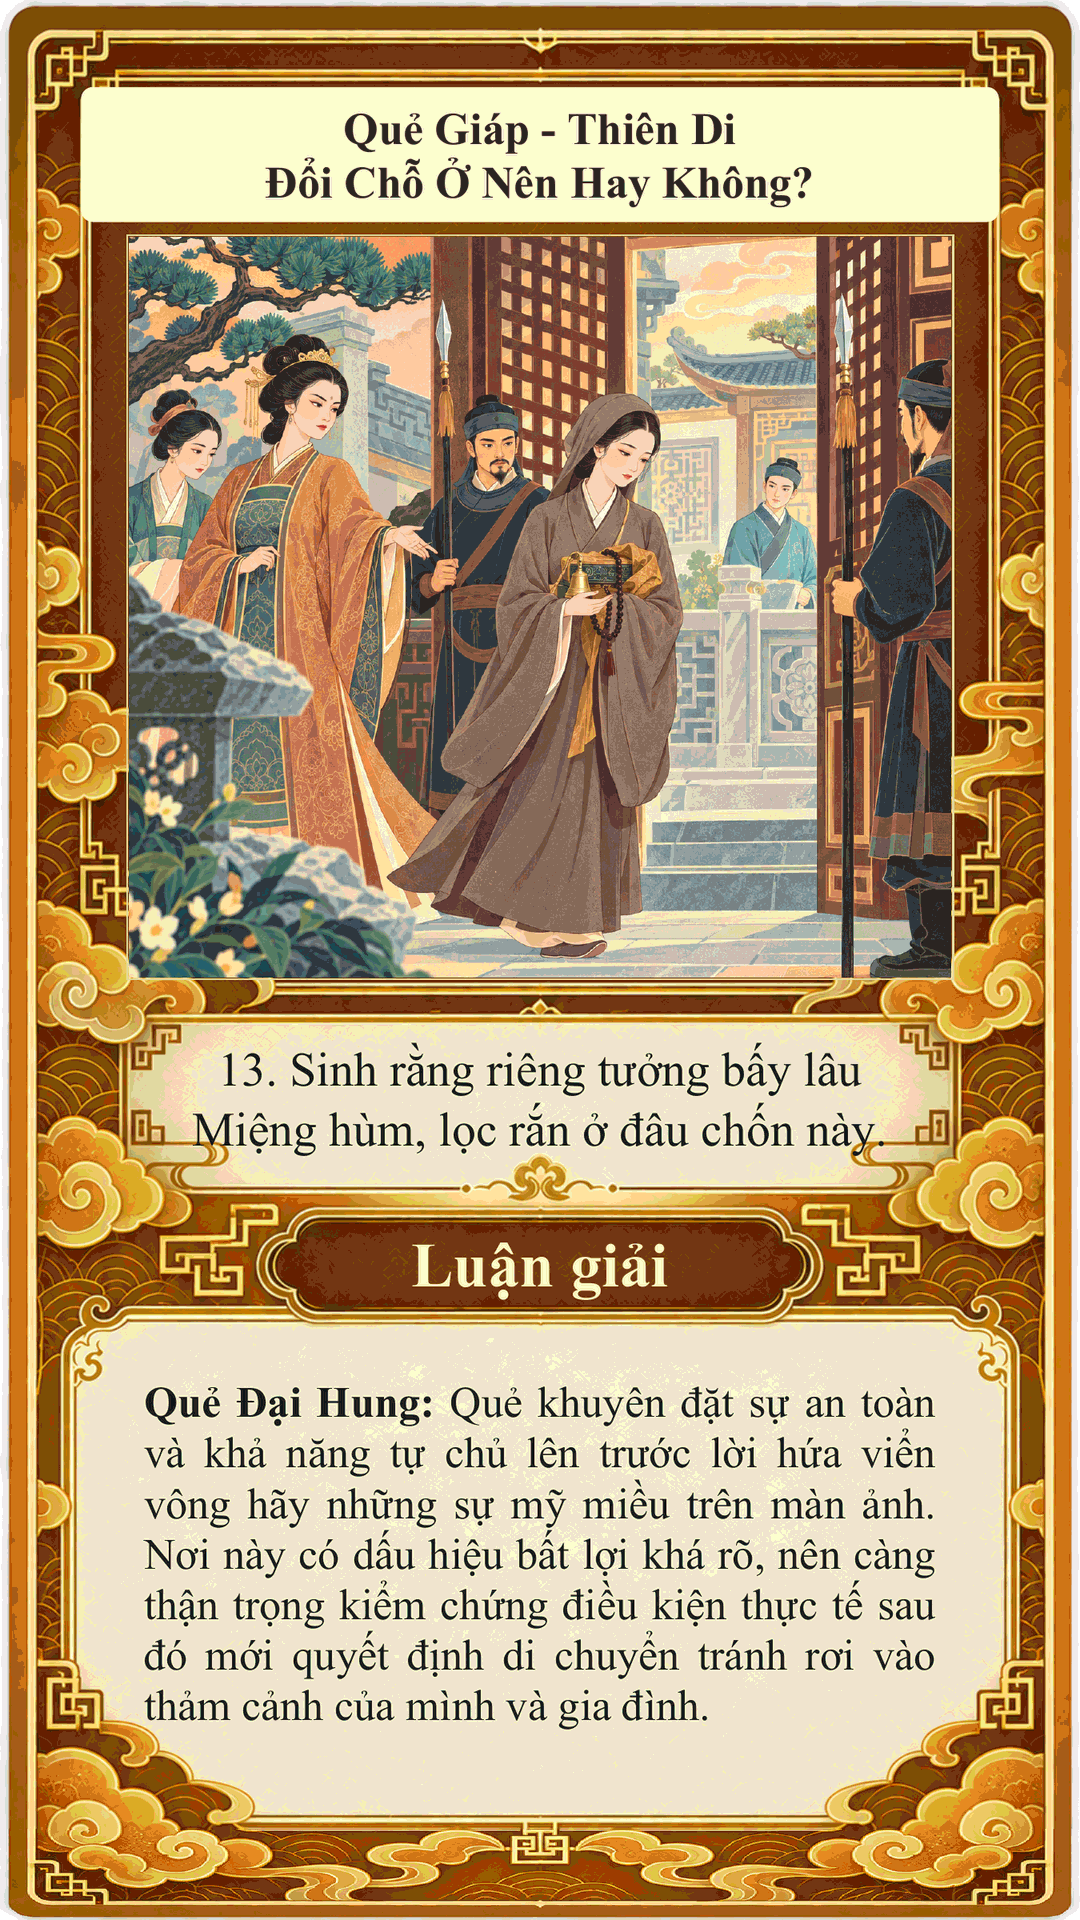 Quẻ Giáp - Thiên Di
Đổi Chỗ Ở Nên Hay Không?
13. Sinh rằng riêng tưởng bấy lâu
Miệng hùm, lọc rắn ở đâu chốn này.
Luận giải
Quẻ Đại Hung: Quẻ khuyên đặt sự an toàn
và khả năng tự chủ lên trước lời hứa viển
vông hãy những sự mỹ miều trên màn ảnh.
Nơi này có dấu hiệu bất lợi khá rõ, nên càng
thận trọng kiểm chứng điều kiện thực tế sau
đó mới quyết định di chuyển tránh rơi vào
thảm cảnh của mình và gia đình.